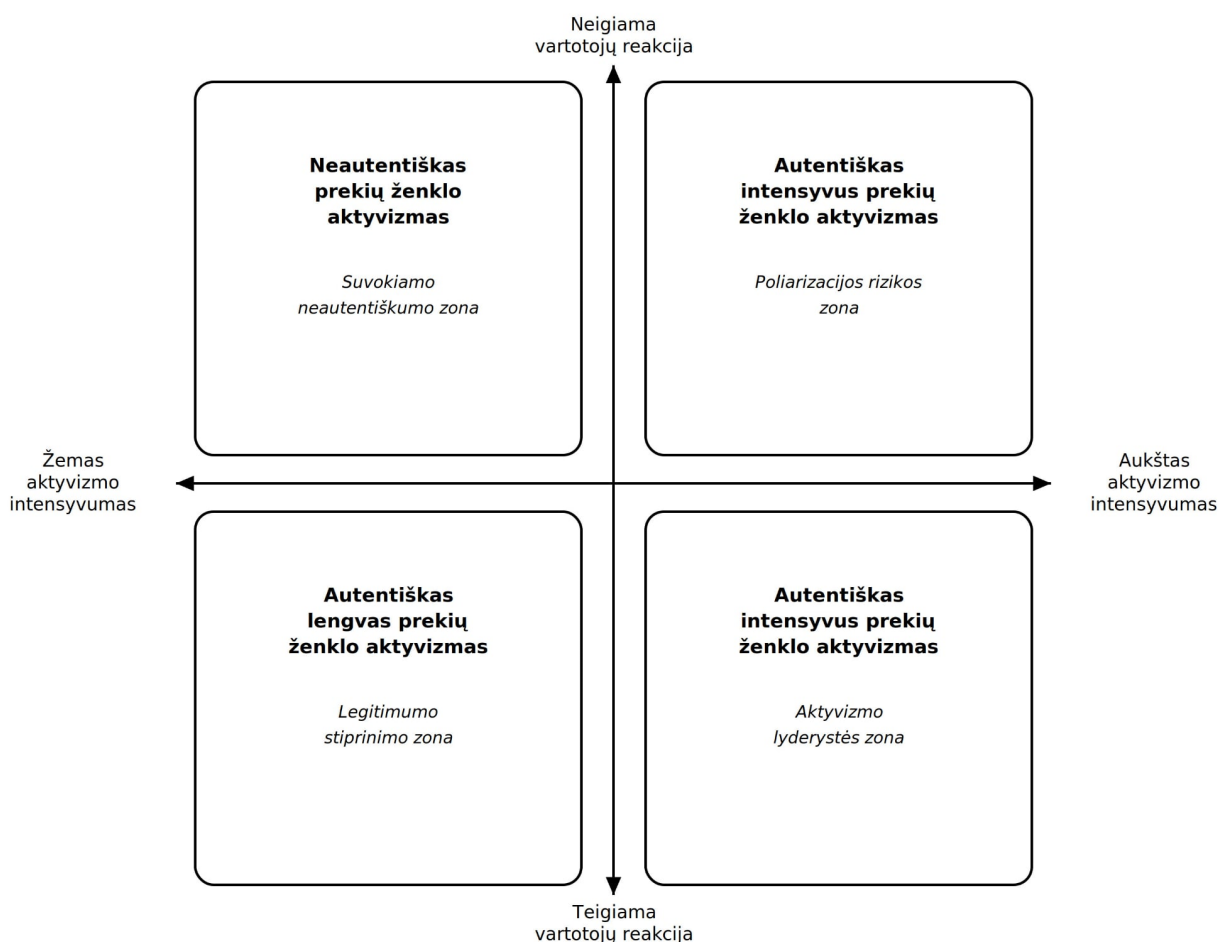 Neigiama
vartotojų reakcija
Neautentiškas
prekių ženklo
aktyvizmas
Suvokiamo
neautentiškumo zona
Autentiškas
intensyvus prekių
ženklo aktyvizmas
Poliarizacijos rizikos
zona
Žemas
aktyvizmo
intensyvumas
Aukštas
aktyvizmo
intensyvumas
Autentiškas
lengvas prekių
ženklo aktyvizmas
Legitimumo
stiprinimo zona
Autentiškas
intensyvus prekių
ženklo aktyvizmas
Aktyvizmo
lyderystės zona
Teigiama
vartotojų reakcija